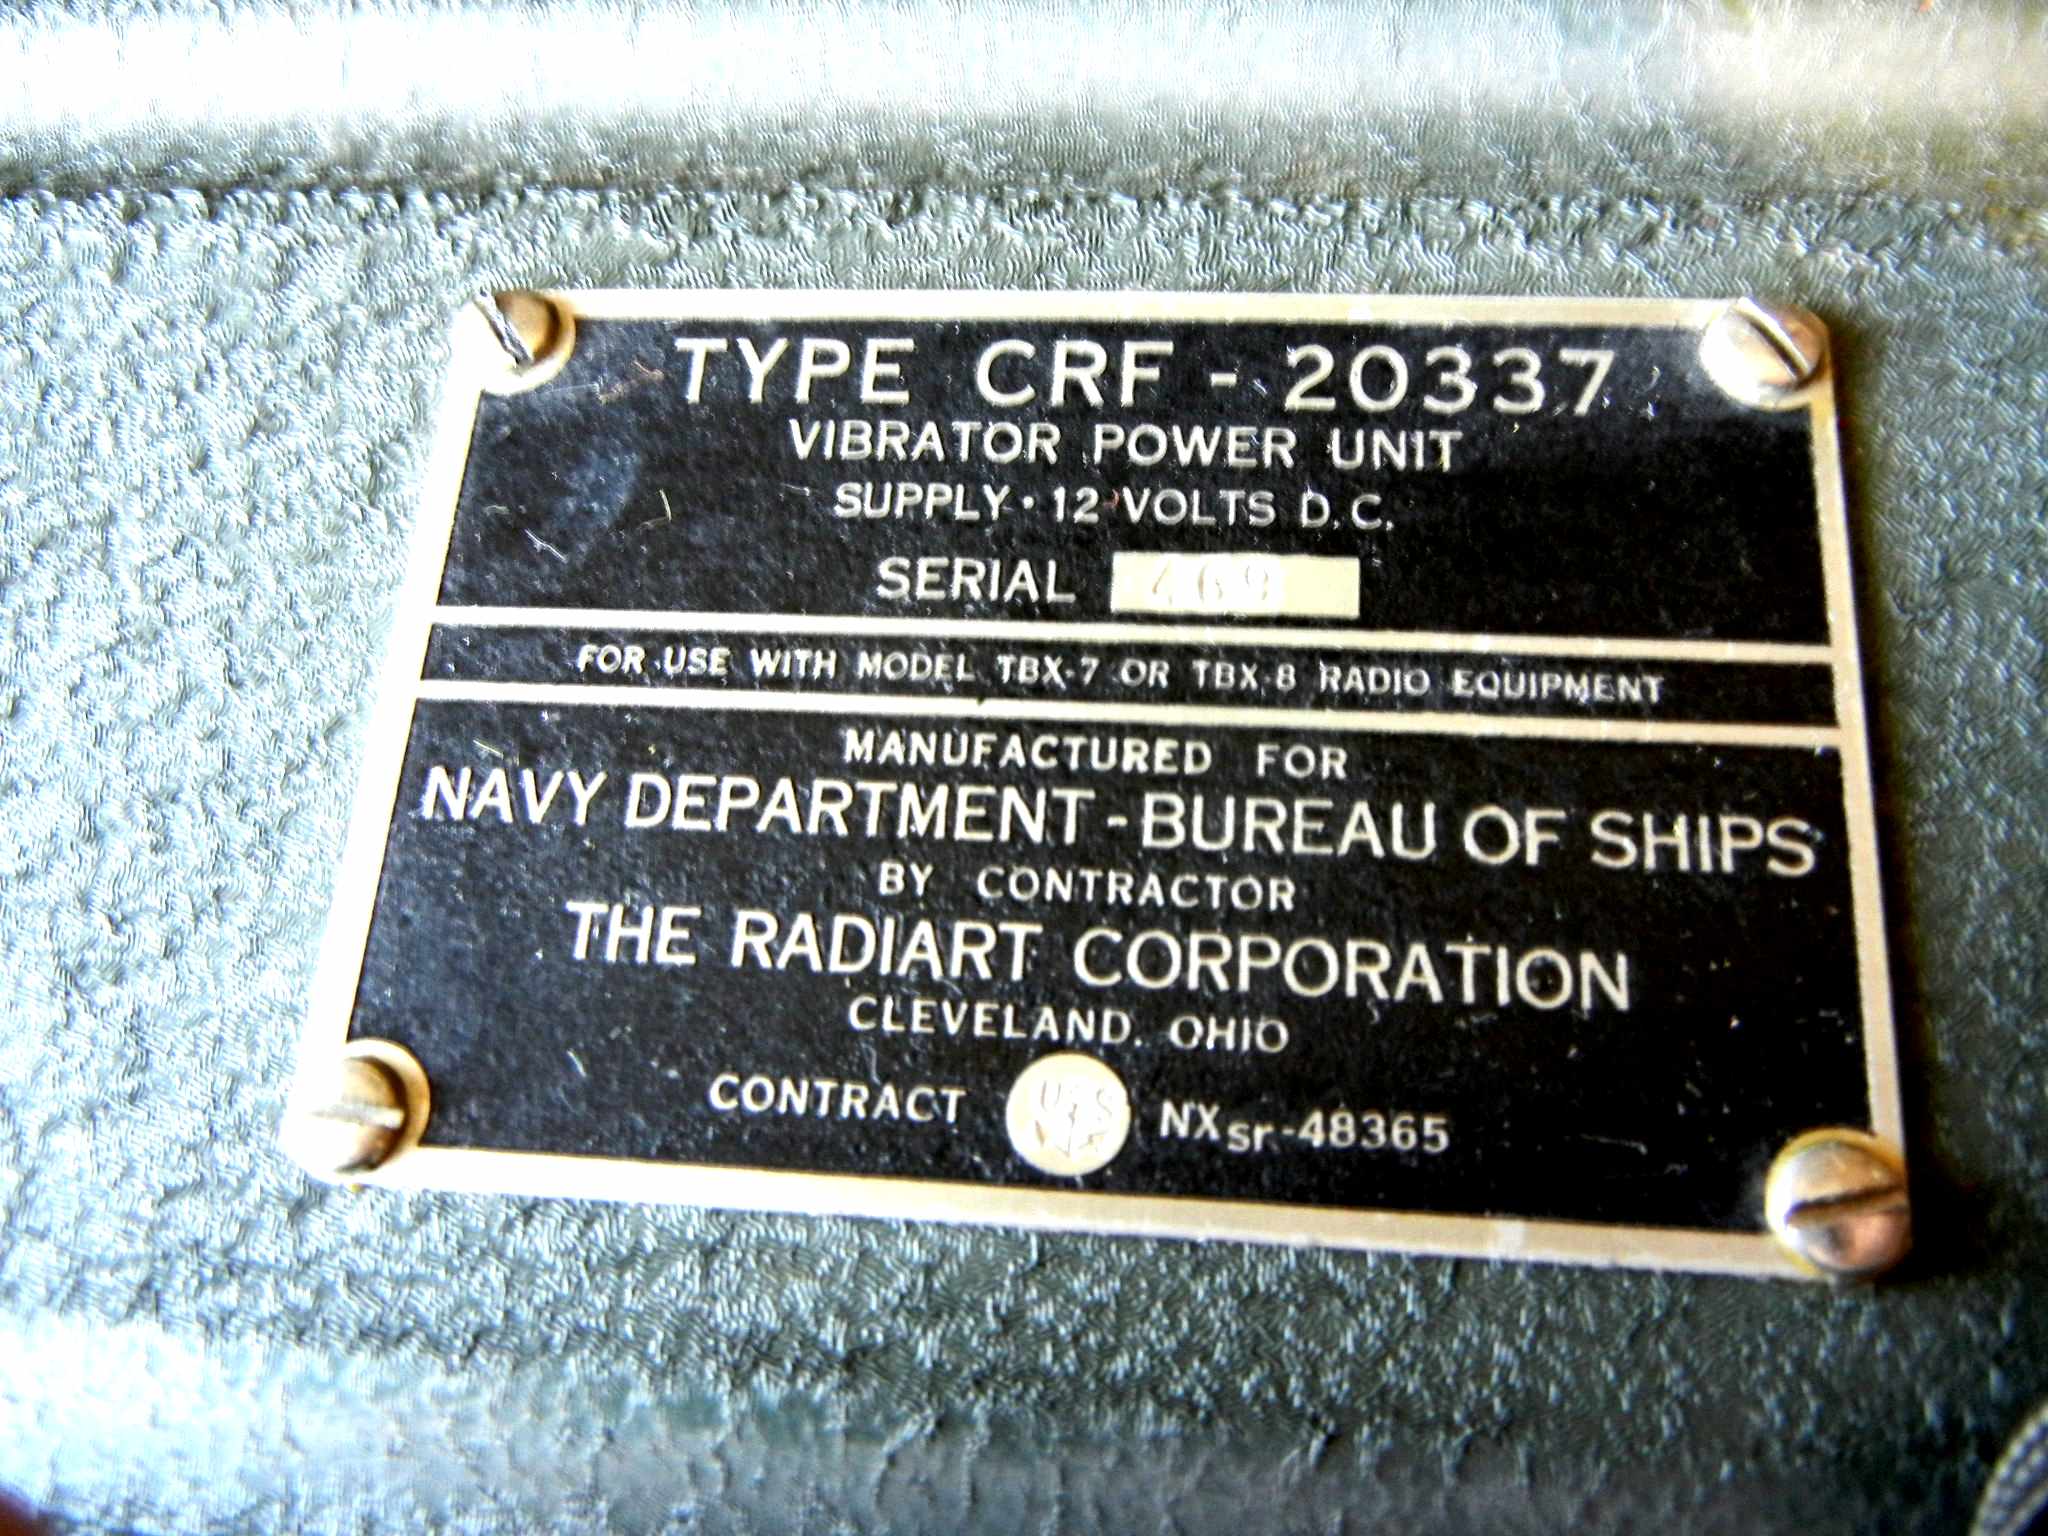 TYPE CRF - 20337
VIBRATOR POWER UNIT
SUPPLY · 12 VOLTS D.C.
SERIAL 469
FOR USE WITH MODEL TBX-7 OR TBX-8 RADIO EQUIPMENT
MANUFACTURED FOR
NAVY DEPARTMENT - BUREAU OF SHIPS
BY CONTRACTOR
THE RADIART CORPORATION
CLEVELAND, OHIO
CONTRACT NXsr-48365